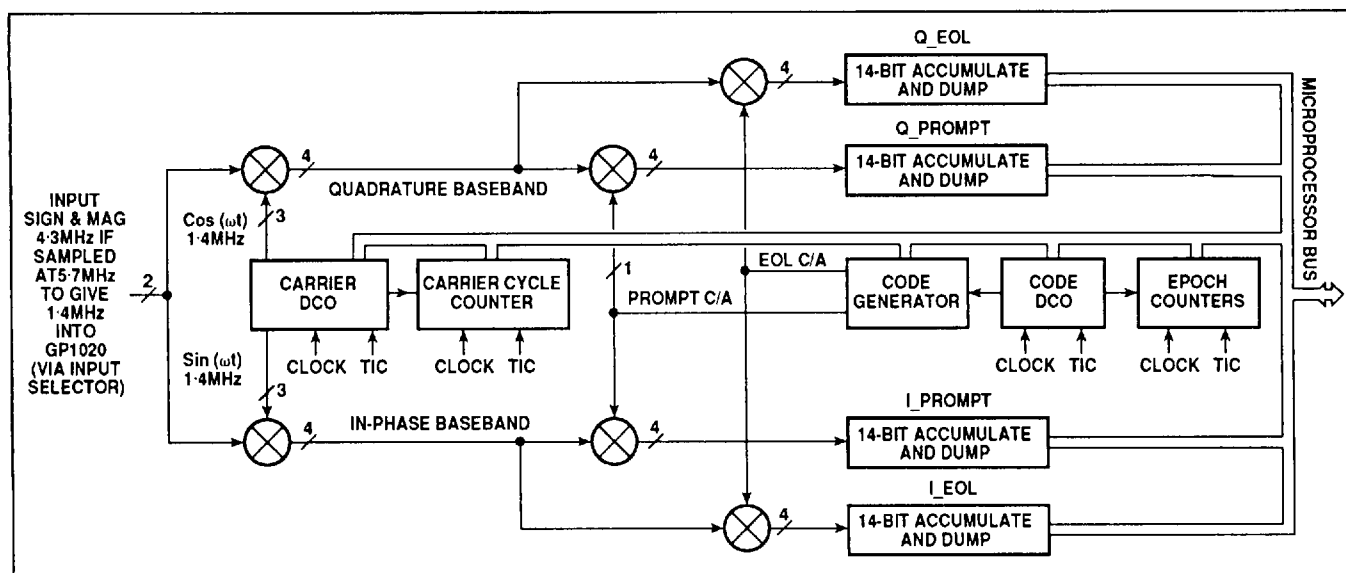 Q_EOL
14-BIT ACCUMULATE
AND DUMP
4
Q_PROMPT
14-BIT ACCUMULATE
AND DUMP
4
4
QUADRATURE BASEBAND
MICROPROCESSOR BUS
INPUT
SIGN & MAG
4·3MHz IF
SAMPLED
AT5·7MHz
TO GIVE
1·4MHz
INTO
GP1020
(VIA INPUT
SELECTOR)
2
Cos (ωt)
1·4MHz
3
CARRIER
DCO
CLOCK
TIC
CARRIER CYCLE
COUNTER
CLOCK
TIC
1
EOL C/A
PROMPT C/A
CODE
GENERATOR
CODE
DCO
CLOCK
TIC
EPOCH
COUNTERS
CLOCK
TIC
Sin (ωt)
1·4MHz
3
4
IN-PHASE BASEBAND
4
I_PROMPT
14-BIT ACCUMULATE
AND DUMP
4
I_EOL
14-BIT ACCUMULATE
AND DUMP